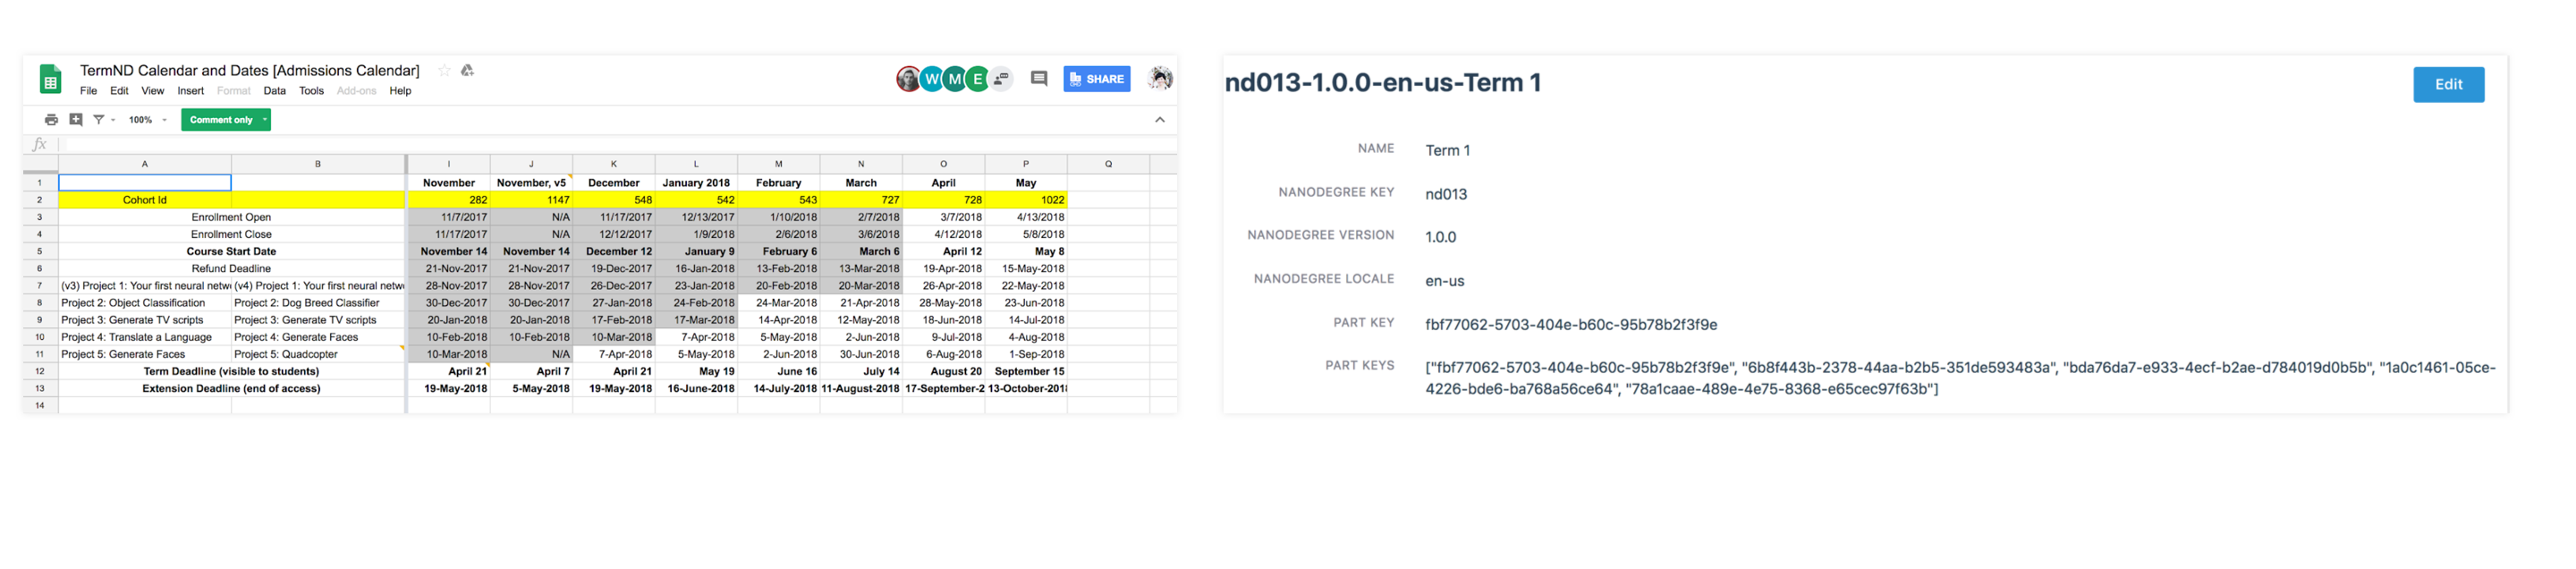 TermND Calendar and Dates [Admissions Calendar]
W M E
SHARE
File Edit View Insert Format Data Tools Add-ons Help
100% Comment only
fx
A B I J K L M N O P Q
1 November November, v5 December January 2018 February March April May
2 Cohort Id 282 1147 548 542 543 727 728 1022
3 Enrollment Open 11/7/2017 N/A 11/17/2017 12/13/2017 1/10/2018 2/7/2018 3/7/2018 4/13/2018
4 Enrollment Close 11/17/2017 N/A 12/12/2017 1/9/2018 2/6/2018 3/6/2018 4/12/2018 5/8/2018
5 Course Start Date November 14 November 14 December 12 January 9 February 6 March 6 April 12 May 8
6 Refund Deadline 21-Nov-2017 21-Nov-2017 19-Dec-2017 16-Jan-2018 13-Feb-2018 13-Mar-2018 19-Apr-2018 15-May-2018
7 (v3) Project 1: Your first neural netw (v4) Project 1: Your first neural netw 28-Nov-2017 28-Nov-2017 26-Dec-2017 23-Jan-2018 20-Feb-2018 20-Mar-2018 26-Apr-2018 22-May-2018
8 Project 2: Object Classification Project 2: Dog Breed Classifier 30-Dec-2017 30-Dec-2017 27-Jan-2018 24-Feb-2018 24-Mar-2018 21-Apr-2018 28-May-2018 23-Jun-2018
9 Project 3: Generate TV scripts Project 3: Generate TV scripts 20-Jan-2018 20-Jan-2018 17-Feb-2018 17-Mar-2018 14-Apr-2018 12-May-2018 18-Jun-2018 14-Jul-2018
10 Project 4: Translate a Language Project 4: Generate Faces 10-Feb-2018 10-Feb-2018 10-Mar-2018 7-Apr-2018 5-May-2018 2-Jun-2018 9-Jul-2018 4-Aug-2018
11 Project 5: Generate Faces Project 5: Quadcopter 10-Mar-2018 N/A 7-Apr-2018 5-May-2018 2-Jun-2018 30-Jun-2018 6-Aug-2018 1-Sep-2018
12 Term Deadline (visible to students) April 21 April 7 April 21 May 19 June 16 July 14 August 20 September 15
13 Extension Deadline (end of access) 19-May-2018 5-May-2018 19-May-2018 16-June-2018 14-July-2018 11-August-2018 17-September-2 13-October-201
14
nd013-1.0.0-en-us-Term 1
Edit
NAME Term 1
NANODEGREE KEY nd013
NANODEGREE VERSION 1.0.0
NANODEGREE LOCALE en-us
PART KEY fbf77062-5703-404e-b60c-95b78b2f3f9e
PART KEYS ["fbf77062-5703-404e-b60c-95b78b2f3f9e", "6b8f443b-2378-44aa-b2b5-351de593483a", "bda76da7-e933-4ecf-b2ae-d784019d0b5b", "1a0c1461-05ce-
4226-bde6-ba768a56ce64", "78a1caae-489e-4e75-8368-e65cec97f63b"]